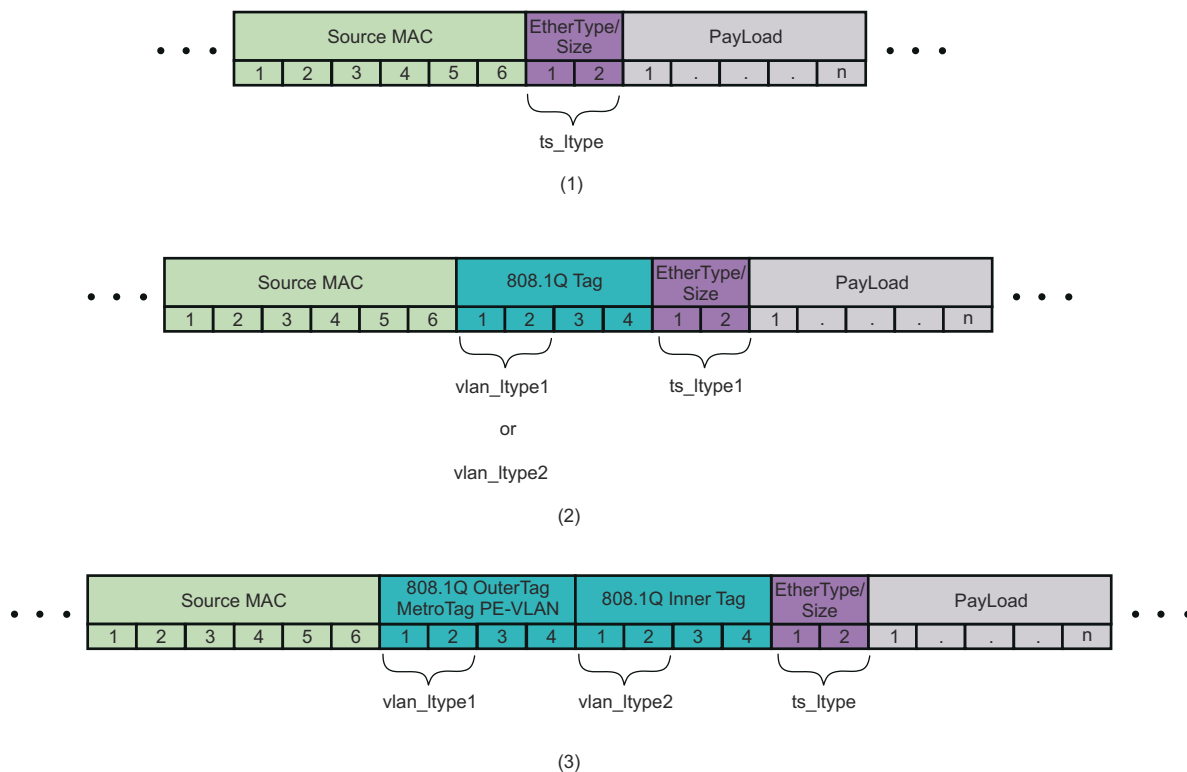 Source MAC EtherType/ Size PayLoad
1 2 3 4 5 6 1 2 1 . . . n
ts_ltype
(1)
Source MAC 808.1Q Tag EtherType/ Size PayLoad
1 2 3 4 5 6 1 2 3 4 1 2 1 . . . n
vlan_ltype1 ts_ltype1
or
vlan_ltype2
(2)
Source MAC 808.1Q OuterTag MetroTag PE-VLAN 808.1Q Inner Tag EtherType/ Size PayLoad
1 2 3 4 5 6 1 2 3 4 1 2 3 4 1 2 1 . . . n
vlan_ltype1 vlan_ltype2 ts_ltype
(3)